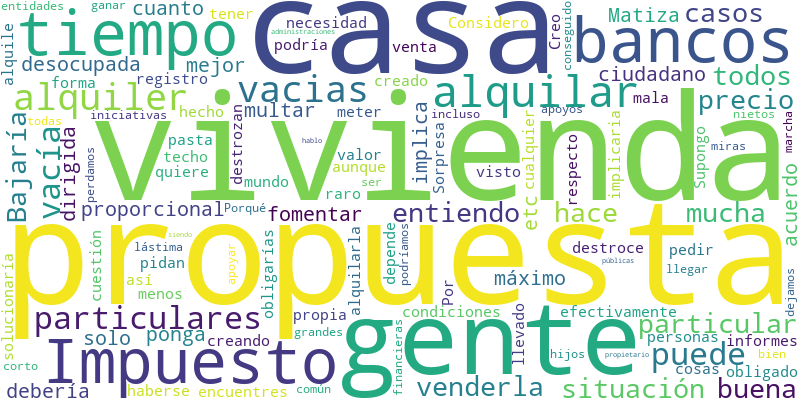 entidades
ganar
cuanto
tener
tiempo
casa
necesidad
administraciones
podría
venta
Considero
Creo
conseguido
Matiza
casos
bancos
alquile
desocupada
mejor
forma
registro
alquiler
vacias
creado
ciudadano
todos
alquilar
mala
precio
iniciativas
hecho
multar
meter
incluso
apoyos
nietos
marcha
todas
destrozan
implica
Bajaría
vacía
dirigida
perdamos
pasta
techo
quiere
hablo
valor
aunque
mundo
ser
raro
visto
Sorpresa
vivienda
cualquier
etc
implicaría
respecto
miras
Supongo
acuerdo
proporcional
Porqué
fomentar
entiendo
hace
mucha
propuesta
solucionaría
cuestión
lástima
siendo
apoyar
pidan
así
menos
obligarías
alquilarla
depende
podríamos
Por
máximo
destroce
públicas
pedir
llegar
dejamos
particulares
propia
grandes
condiciones
financieras
llevado
efectivamente
particular
personas
informes
corto
solo
ponga
creando
Impuesto
gente
puede
cosas
bien
debería
haberse
encuentres
común
venderla
hijos
propietario
situación
obligado
buena